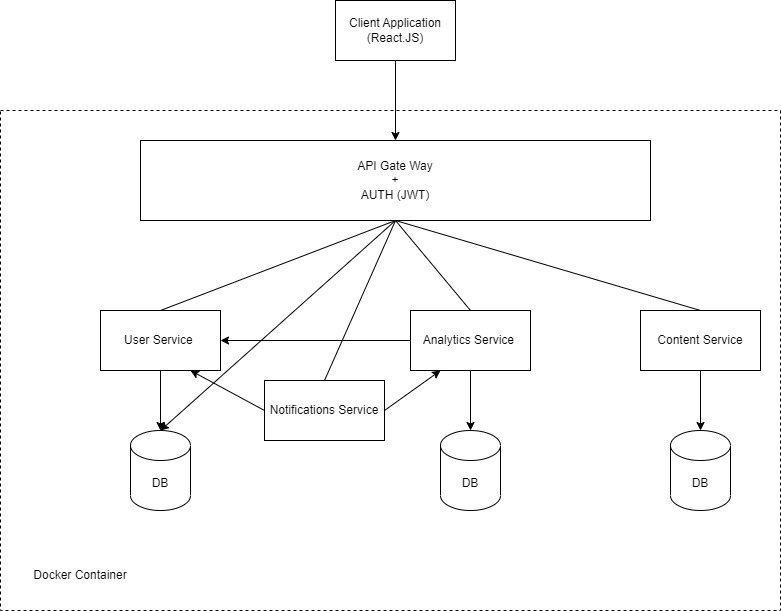 Client Application
(React.JS)
API Gate Way
+
AUTH (JWT)
User Service
Analytics Service
Content Service
Notifications Service
DB
DB
DB
Docker Container